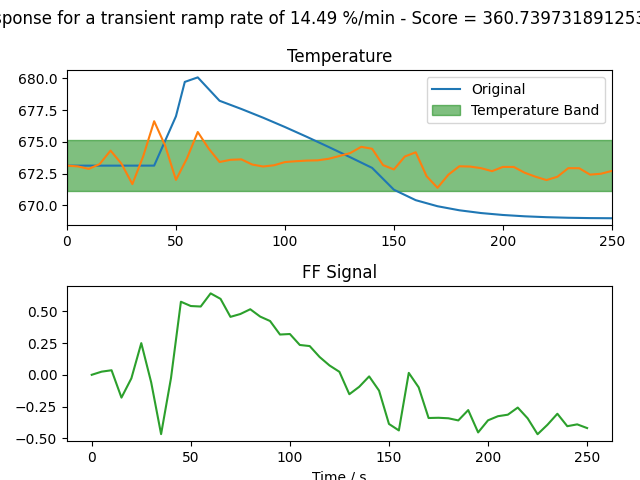 sponse for a transient ramp rate of 14.49 %/min - Score = 360.739731891253
Temperature
680.0
677.5
675.0
672.5
670.0
Original
Temperature Band
0 50 100 150 200 250
FF Signal
0.50
0.25
0.00
−0.25
−0.50
0 50 100 150 200 250
Time / s